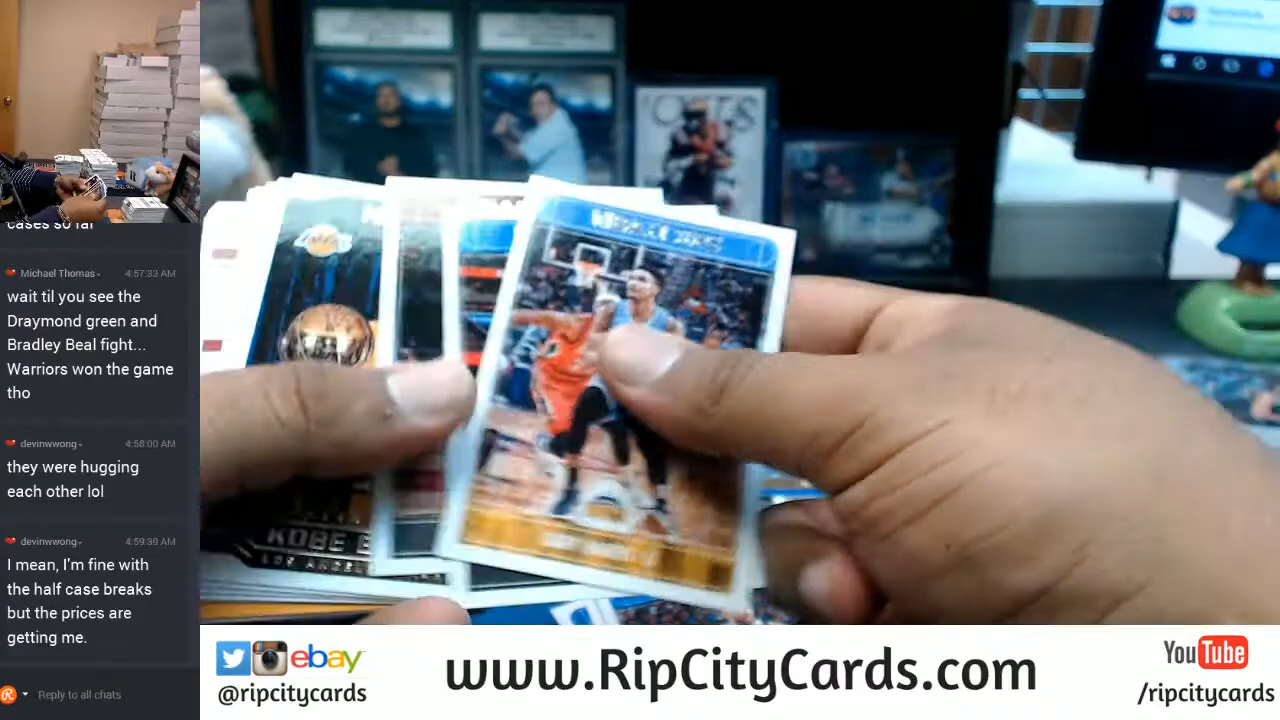 cases so far
Michael Thomas 4:57:33 AM
wait til you see the
Draymond green and
Bradley Beal fight...
Warriors won the game
tho
devinwwong 4:58:00 AM
they were hugging
each other lol
devinwwong 4:59:39 AM
I mean, I'm fine with
the half case breaks
but the prices are
getting me.
Reply to all chats
KOBE
ebay
@ripcitycards
www.RipCityCards.com
YouTube
/ripcitycards